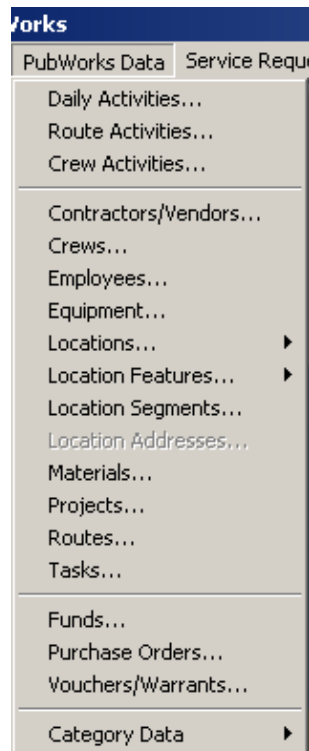 Works
PubWorks Data Service Requ
Daily Activities...
Route Activities...
Crew Activities...
Contractors/Vendors...
Crews...
Employees...
Equipment...
Locations...
Location Features...
Location Segments...
Location Addresses...
Materials...
Projects...
Routes...
Tasks...
Funds...
Purchase Orders...
Vouchers/Warrants...
Category Data